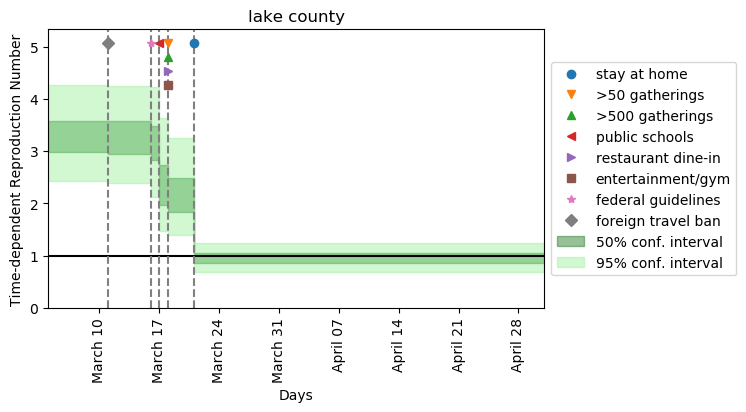 lake county
Time-dependent Reproduction Number
5
4
3
2
1
0
March 10
March 17
March 24
March 31
April 07
April 14
April 21
April 28
Days
stay at home
>50 gatherings
>500 gatherings
public schools
restaurant dine-in
entertainment/gym
federal guidelines
foreign travel ban
50% conf. interval
95% conf. interval